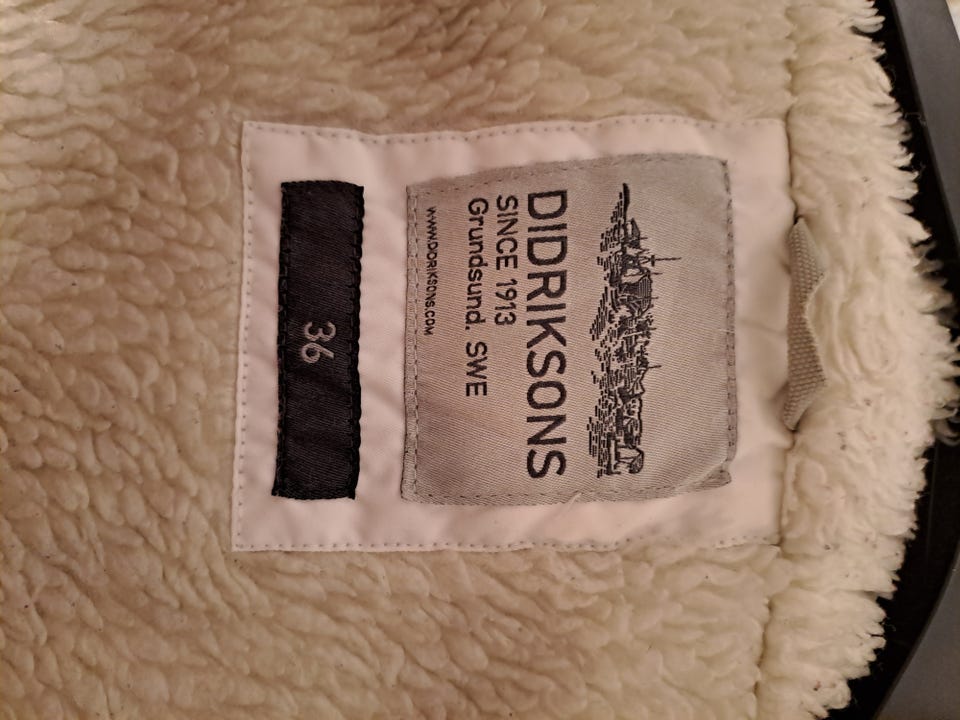 DIDRIKSONS
SINCE 1913
Grundsund. SWE
WWW.DIDRIKSONS.COM
36